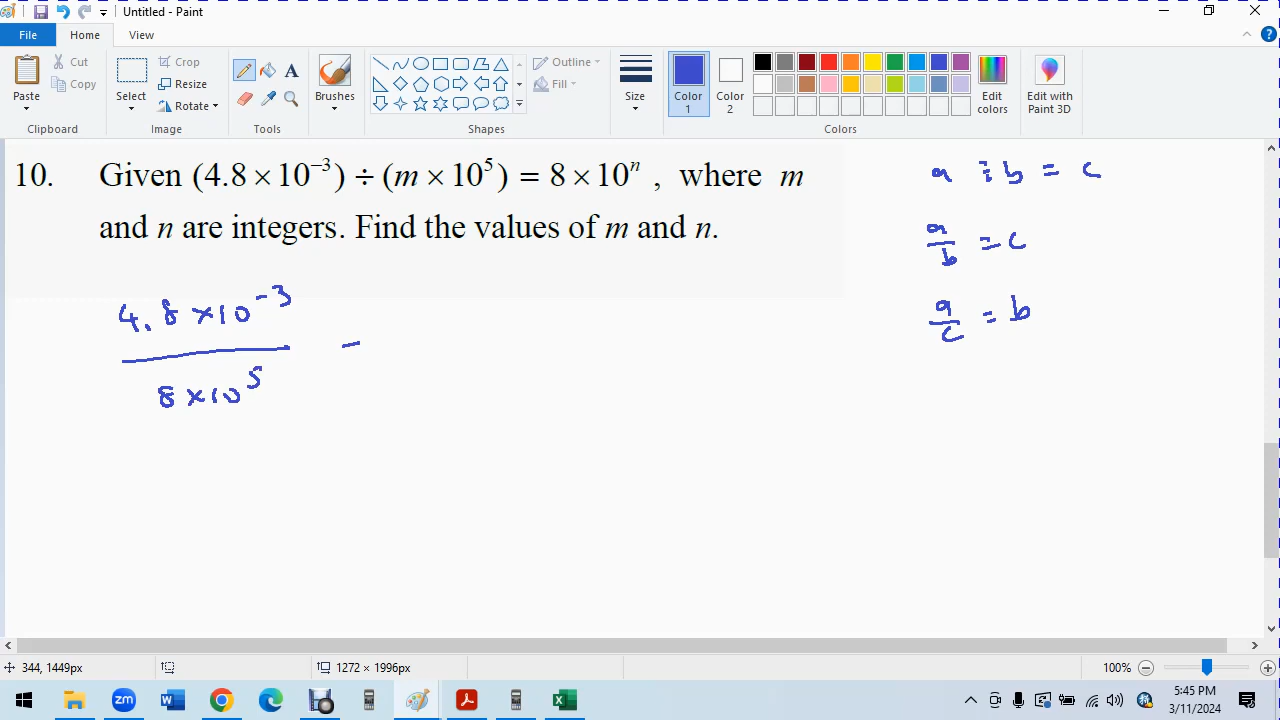 Untitled - Paint
File Home View
Paste Cut Copy Select Crop Resize Rotate Brushes Outline Fill Size Color 1 Color 2 Edit colors Edit with Paint 3D
Clipboard Image Tools Shapes Colors
10. Given (4.8 × 10⁻³) ÷ (m × 10⁵) = 8 × 10ⁿ , where m
and n are integers. Find the values of m and n.
a ÷ b = c
a/b = c
a/c = b
4.8 × 10⁻³
8 × 10⁵
=
344, 1449px 1272 × 1996px 100%
5:45 PM
3/11/2024